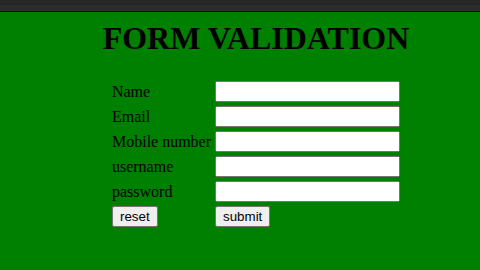 FORM VALIDATION
Name
Email
Mobile number
username
password
reset submit